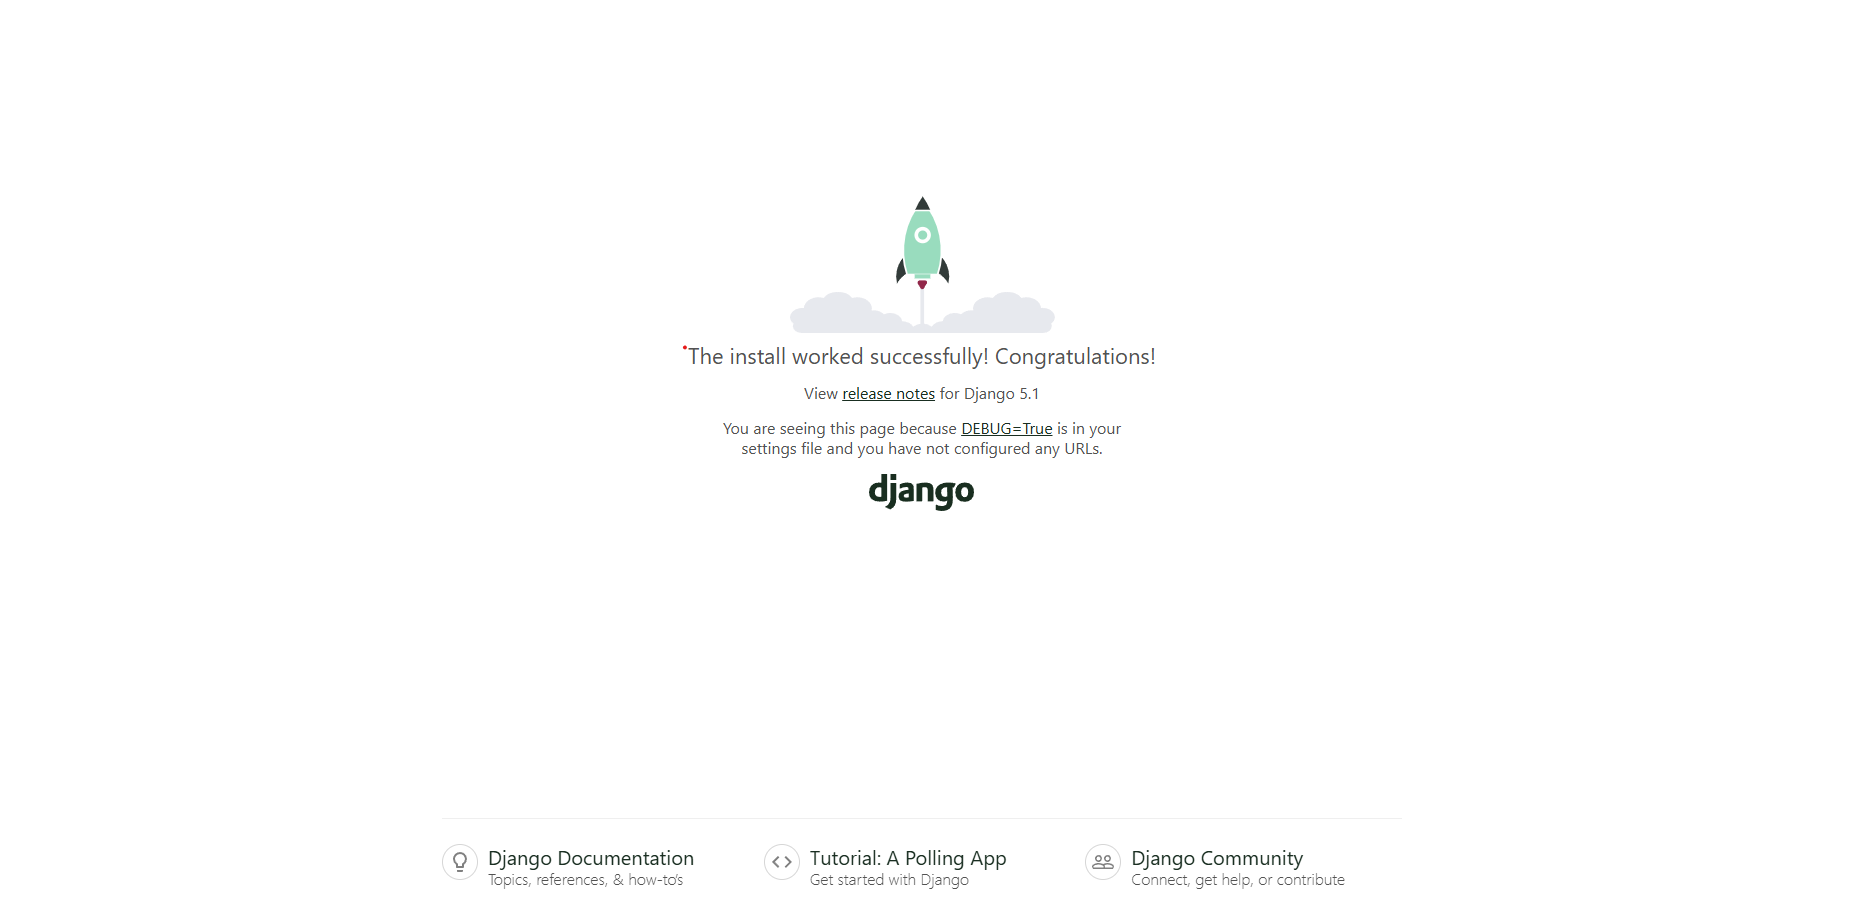 The install worked successfully! Congratulations!
View release notes for Django 5.1
You are seeing this page because DEBUG=True is in your
settings file and you have not configured any URLs.
django
Django Documentation
Topics, references, & how-to’s
Tutorial: A Polling App
Get started with Django
Django Community
Connect, get help, or contribute